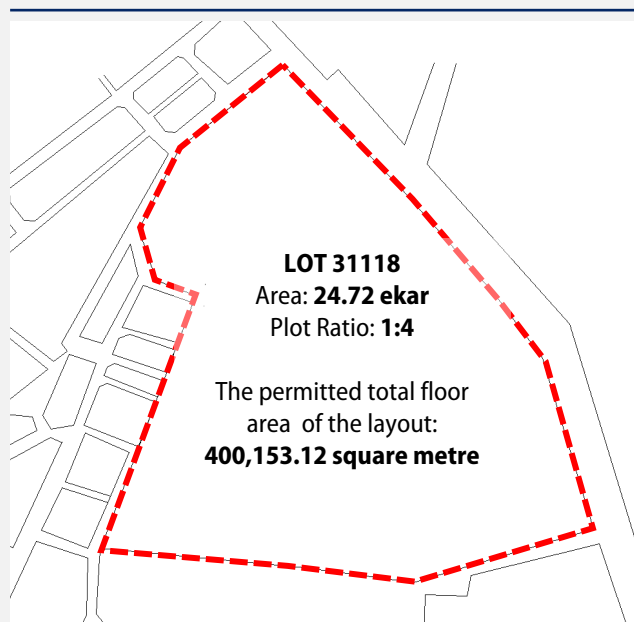 LOT 31118
Area: 24.72 ekar
Plot Ratio: 1:4
The permitted total floor
area of the layout:
400,153.12 square metre